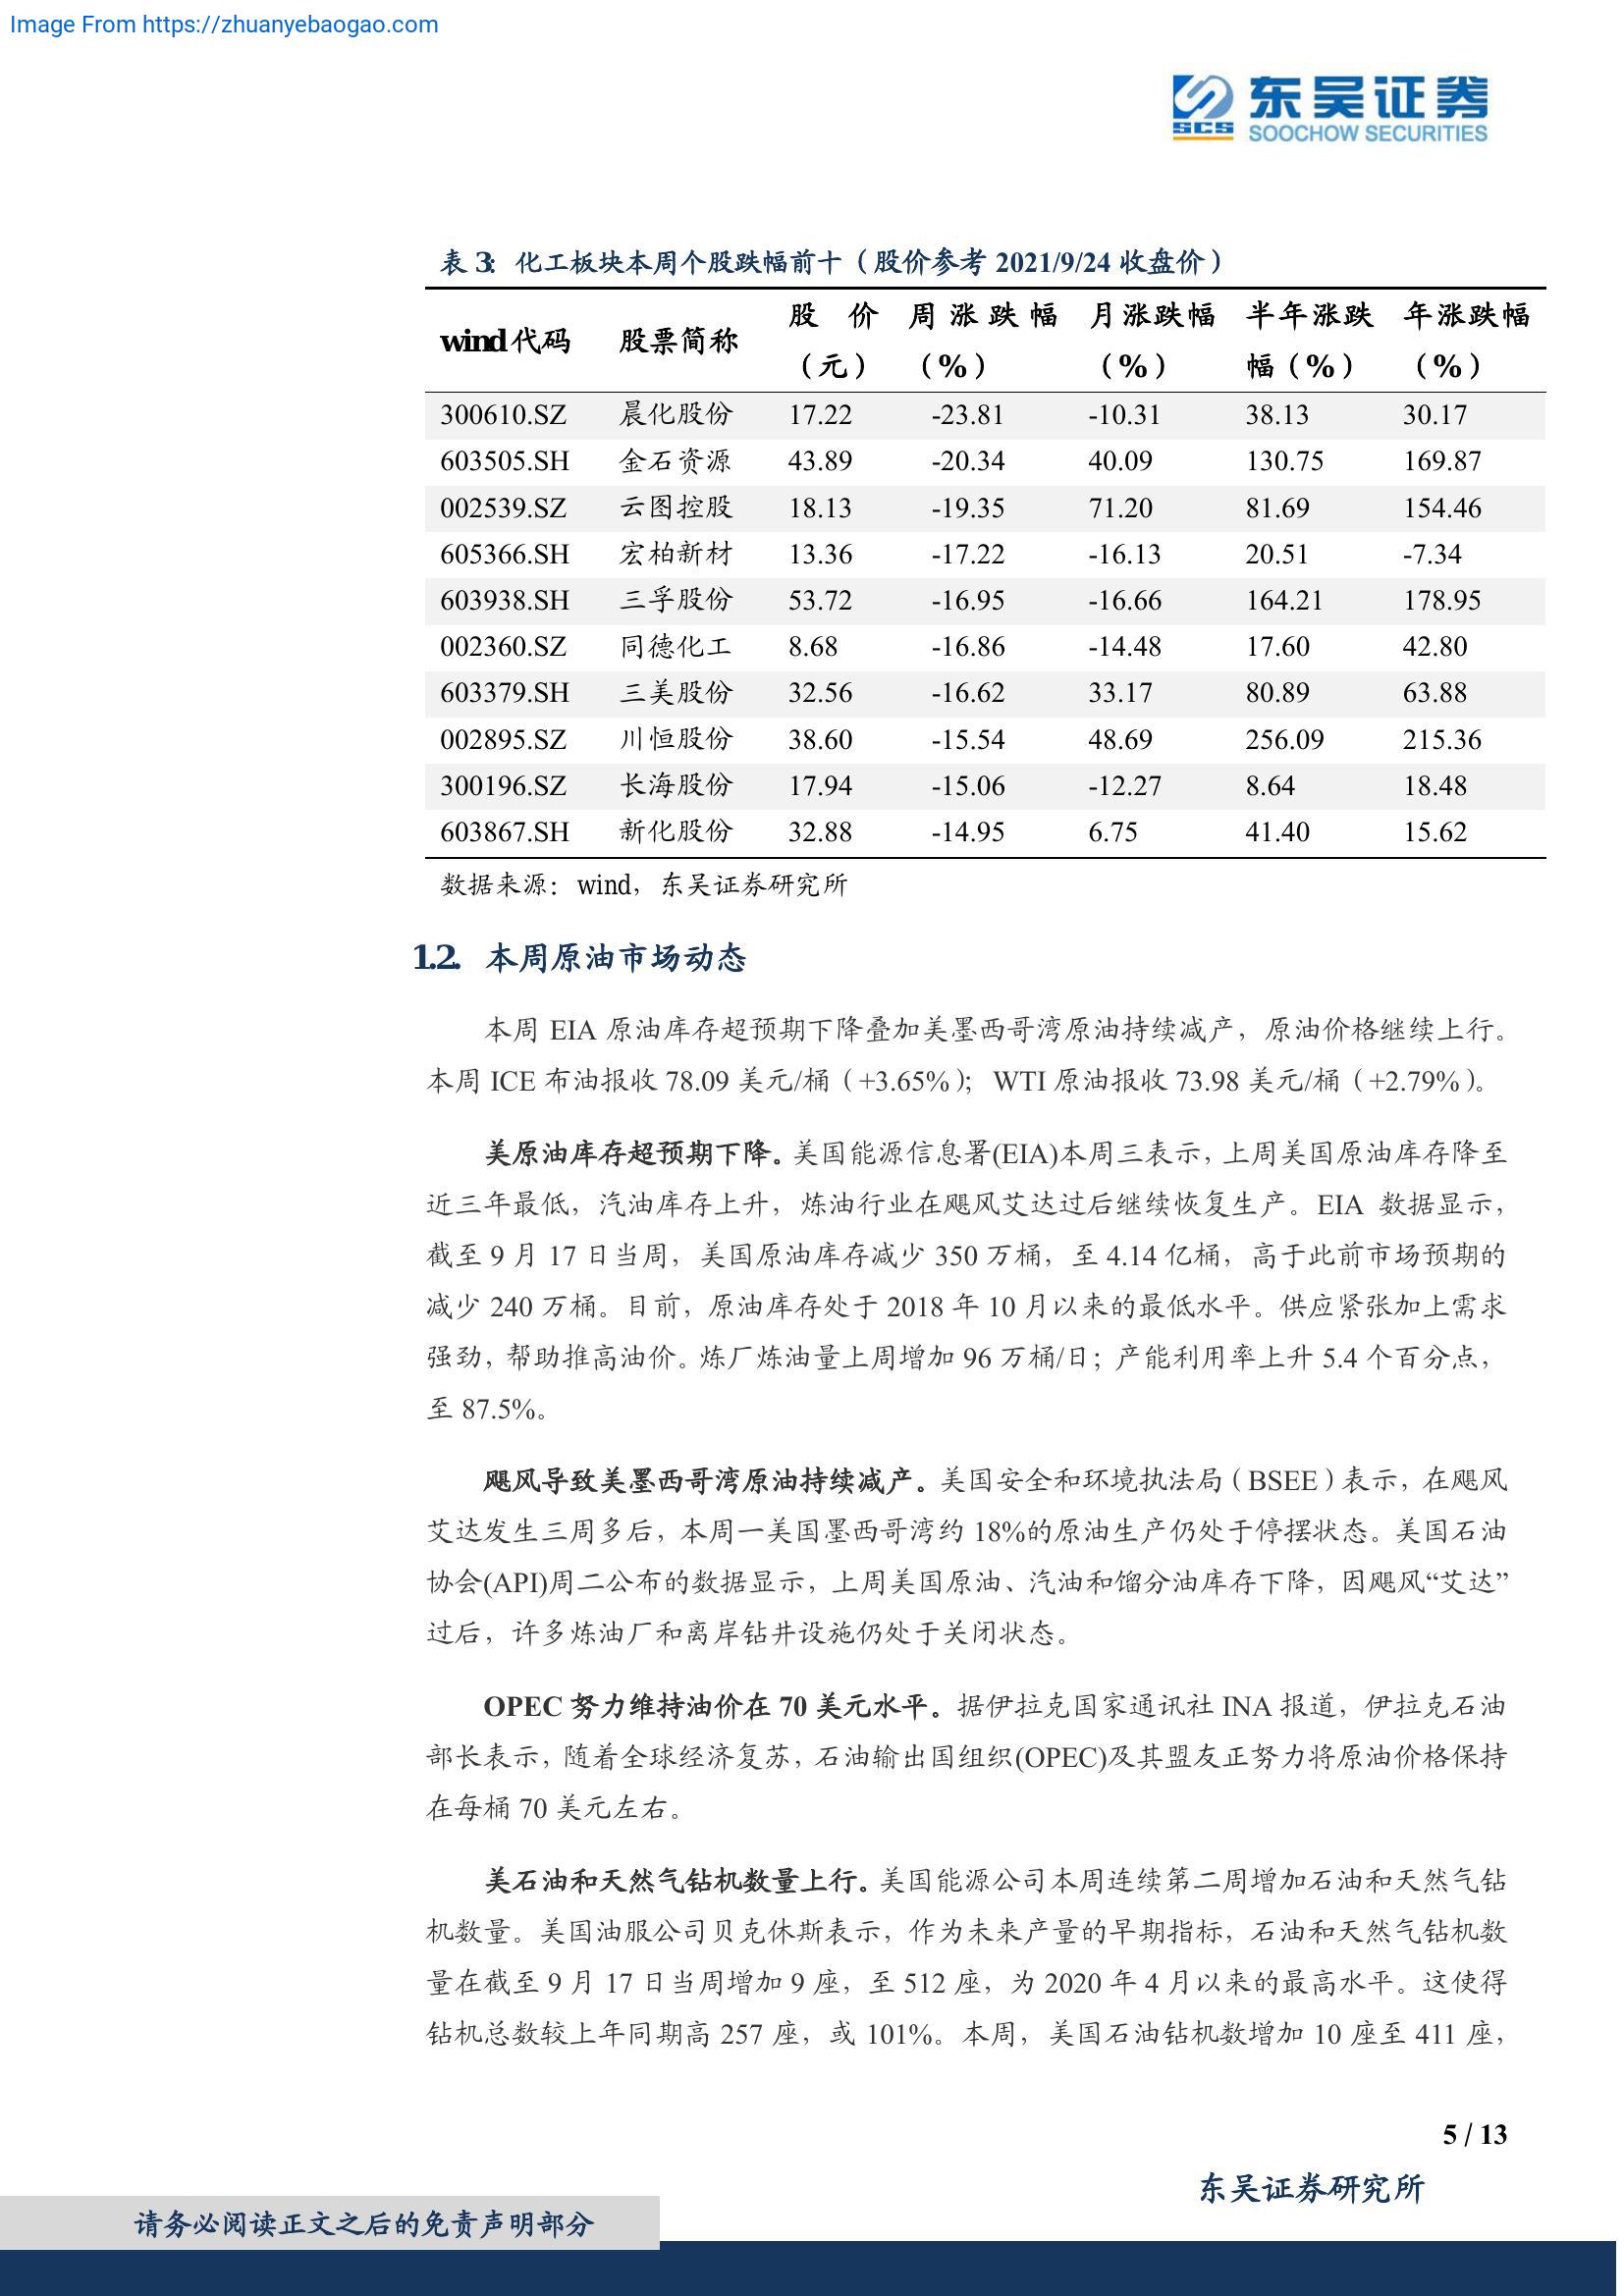 Image From https://zhuanyebaogao.com
东吴证券
SCS
SOOCHOW SECURITIES
表 3: 化工板块本周个股跌幅前十（股价参考 2021/9/24 收盘价）
wind 代码 股票简称 股价（元） 周涨跌幅（%） 月涨跌幅（%） 半年涨跌幅（%） 年涨跌幅（%）
300610.SZ 晨化股份 17.22 -23.81 -10.31 38.13 30.17
603505.SH 金石资源 43.89 -20.34 40.09 130.75 169.87
002539.SZ 云图控股 18.13 -19.35 71.20 81.69 154.46
605366.SH 宏柏新材 13.36 -17.22 -16.13 20.51 -7.34
603938.SH 三孚股份 53.72 -16.95 -16.66 164.21 178.95
002360.SZ 同德化工 8.68 -16.86 -14.48 17.60 42.80
603379.SH 三美股份 32.56 -16.62 33.17 80.89 63.88
002895.SZ 川恒股份 38.60 -15.54 48.69 256.09 215.36
300196.SZ 长海股份 17.94 -15.06 -12.27 8.64 18.48
603867.SH 新化股份 32.88 -14.95 6.75 41.40 15.62
数据来源：wind，东吴证券研究所
1.2. 本周原油市场动态
本周 EIA 原油库存超预期下降叠加美墨西哥湾原油持续减产，原油价格继续上行。
本周 ICE 布油报收 78.09 美元/桶（+3.65%）；WTI 原油报收 73.98 美元/桶（+2.79%）。
美原油库存超预期下降。美国能源信息署(EIA)本周三表示，上周美国原油库存降至
近三年最低，汽油库存上升，炼油行业在飓风艾达过后继续恢复生产。EIA 数据显示，
截至 9 月 17 日当周，美国原油库存减少 350 万桶，至 4.14 亿桶，高于此前市场预期的
减少 240 万桶。目前，原油库存处于 2018 年 10 月以来的最低水平。供应紧张加上需求
强劲，帮助推高油价。炼厂炼油量上周增加 96 万桶/日；产能利用率上升 5.4 个百分点，
至 87.5%。
飓风导致美墨西哥湾原油持续减产。美国安全和环境执法局（BSEE）表示，在飓风
艾达发生三周多后，本周一美国墨西哥湾约 18%的原油生产仍处于停摆状态。美国石油
协会(API)周二公布的数据显示，上周美国原油、汽油和馏分油库存下降，因飓风“艾达”
过后，许多炼油厂和离岸钻井设施仍处于关闭状态。
OPEC 努力维持油价在 70 美元水平。据伊拉克国家通讯社 INA 报道，伊拉克石油
部长表示，随着全球经济复苏，石油输出国组织(OPEC)及其盟友正努力将原油价格保持
在每桶 70 美元左右。
美石油和天然气钻机数量上行。美国能源公司本周连续第二周增加石油和天然气钻
机数量。美国油服公司贝克休斯表示，作为未来产量的早期指标，石油和天然气钻机数
量在截至 9 月 17 日当周增加 9 座，至 512 座，为 2020 年 4 月以来的最高水平。这使得
钻机总数较上年同期高 257 座，或 101%。本周，美国石油钻机数增加 10 座至 411 座，
5 / 13
东吴证券研究所
请务必阅读正文之后的免责声明部分